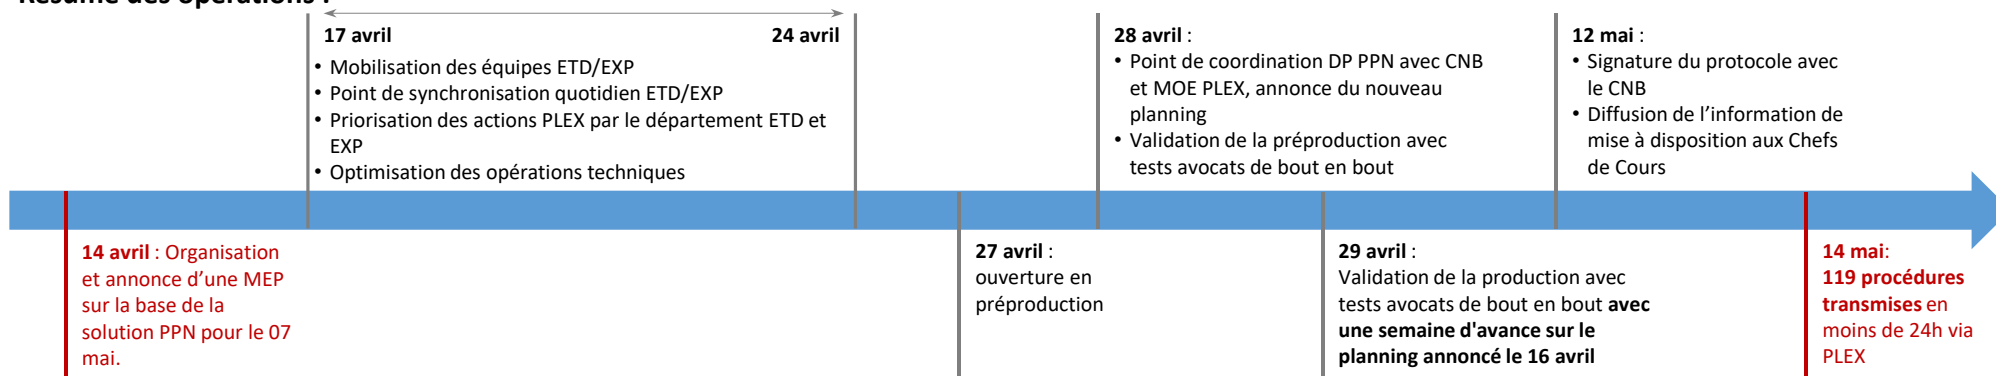 Résumé des opérations :
17 avril
24 avril
• Mobilisation des équipes ETD/EXP
• Point de synchronisation quotidien ETD/EXP
• Priorisation des actions PLEX par le département ETD et
EXP
• Optimisation des opérations techniques
28 avril :
• Point de coordination DP PPN avec CNB
et MOE PLEX, annonce du nouveau
planning
• Validation de la préproduction avec
tests avocats de bout en bout
12 mai :
• Signature du protocole avec
le CNB
• Diffusion de l’information de
mise à disposition aux Chefs
de Cours
14 avril : Organisation
et annonce d’une MEP
sur la base de la
solution PPN pour le 07
mai.
27 avril :
ouverture en
préproduction
29 avril :
Validation de la production avec
tests avocats de bout en bout avec
une semaine d'avance sur le
planning annoncé le 16 avril
14 mai:
119 procédures
transmises en
moins de 24h via
PLEX